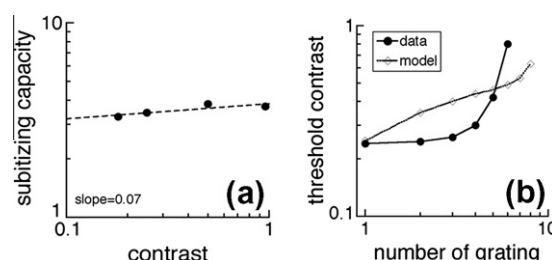 10
subitizing capacity
1
slope=0.07
(a)
0.1
1
contrast
1
data
model
threshold contrast
(b)
0.1
1
10
number of grating